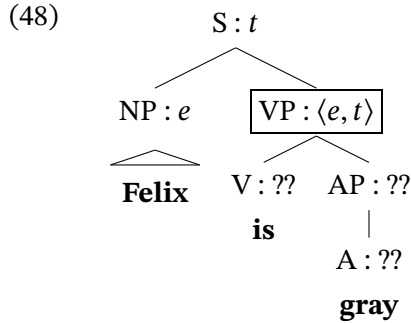 (48)
S : t
NP : e
VP : ⟨e, t⟩
Felix
V : ??
AP : ??
is
A : ??
gray